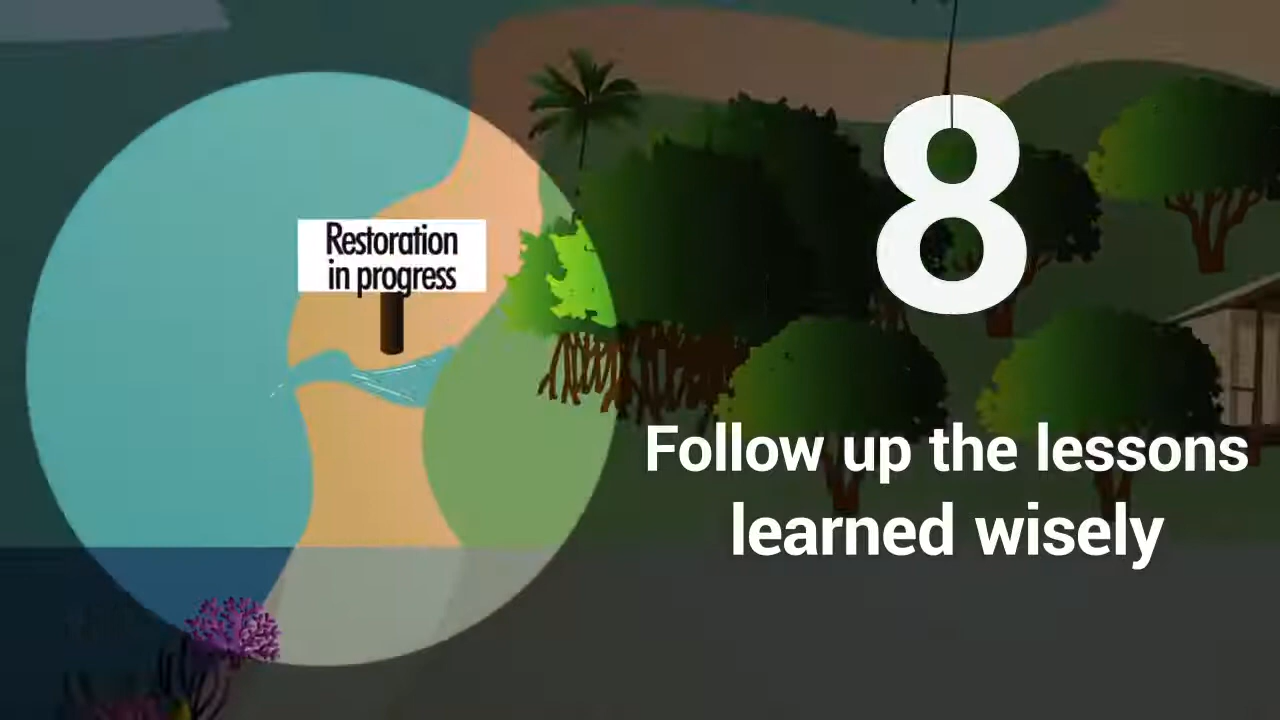 Restoration
in progress
8
Follow up the lessons
learned wisely